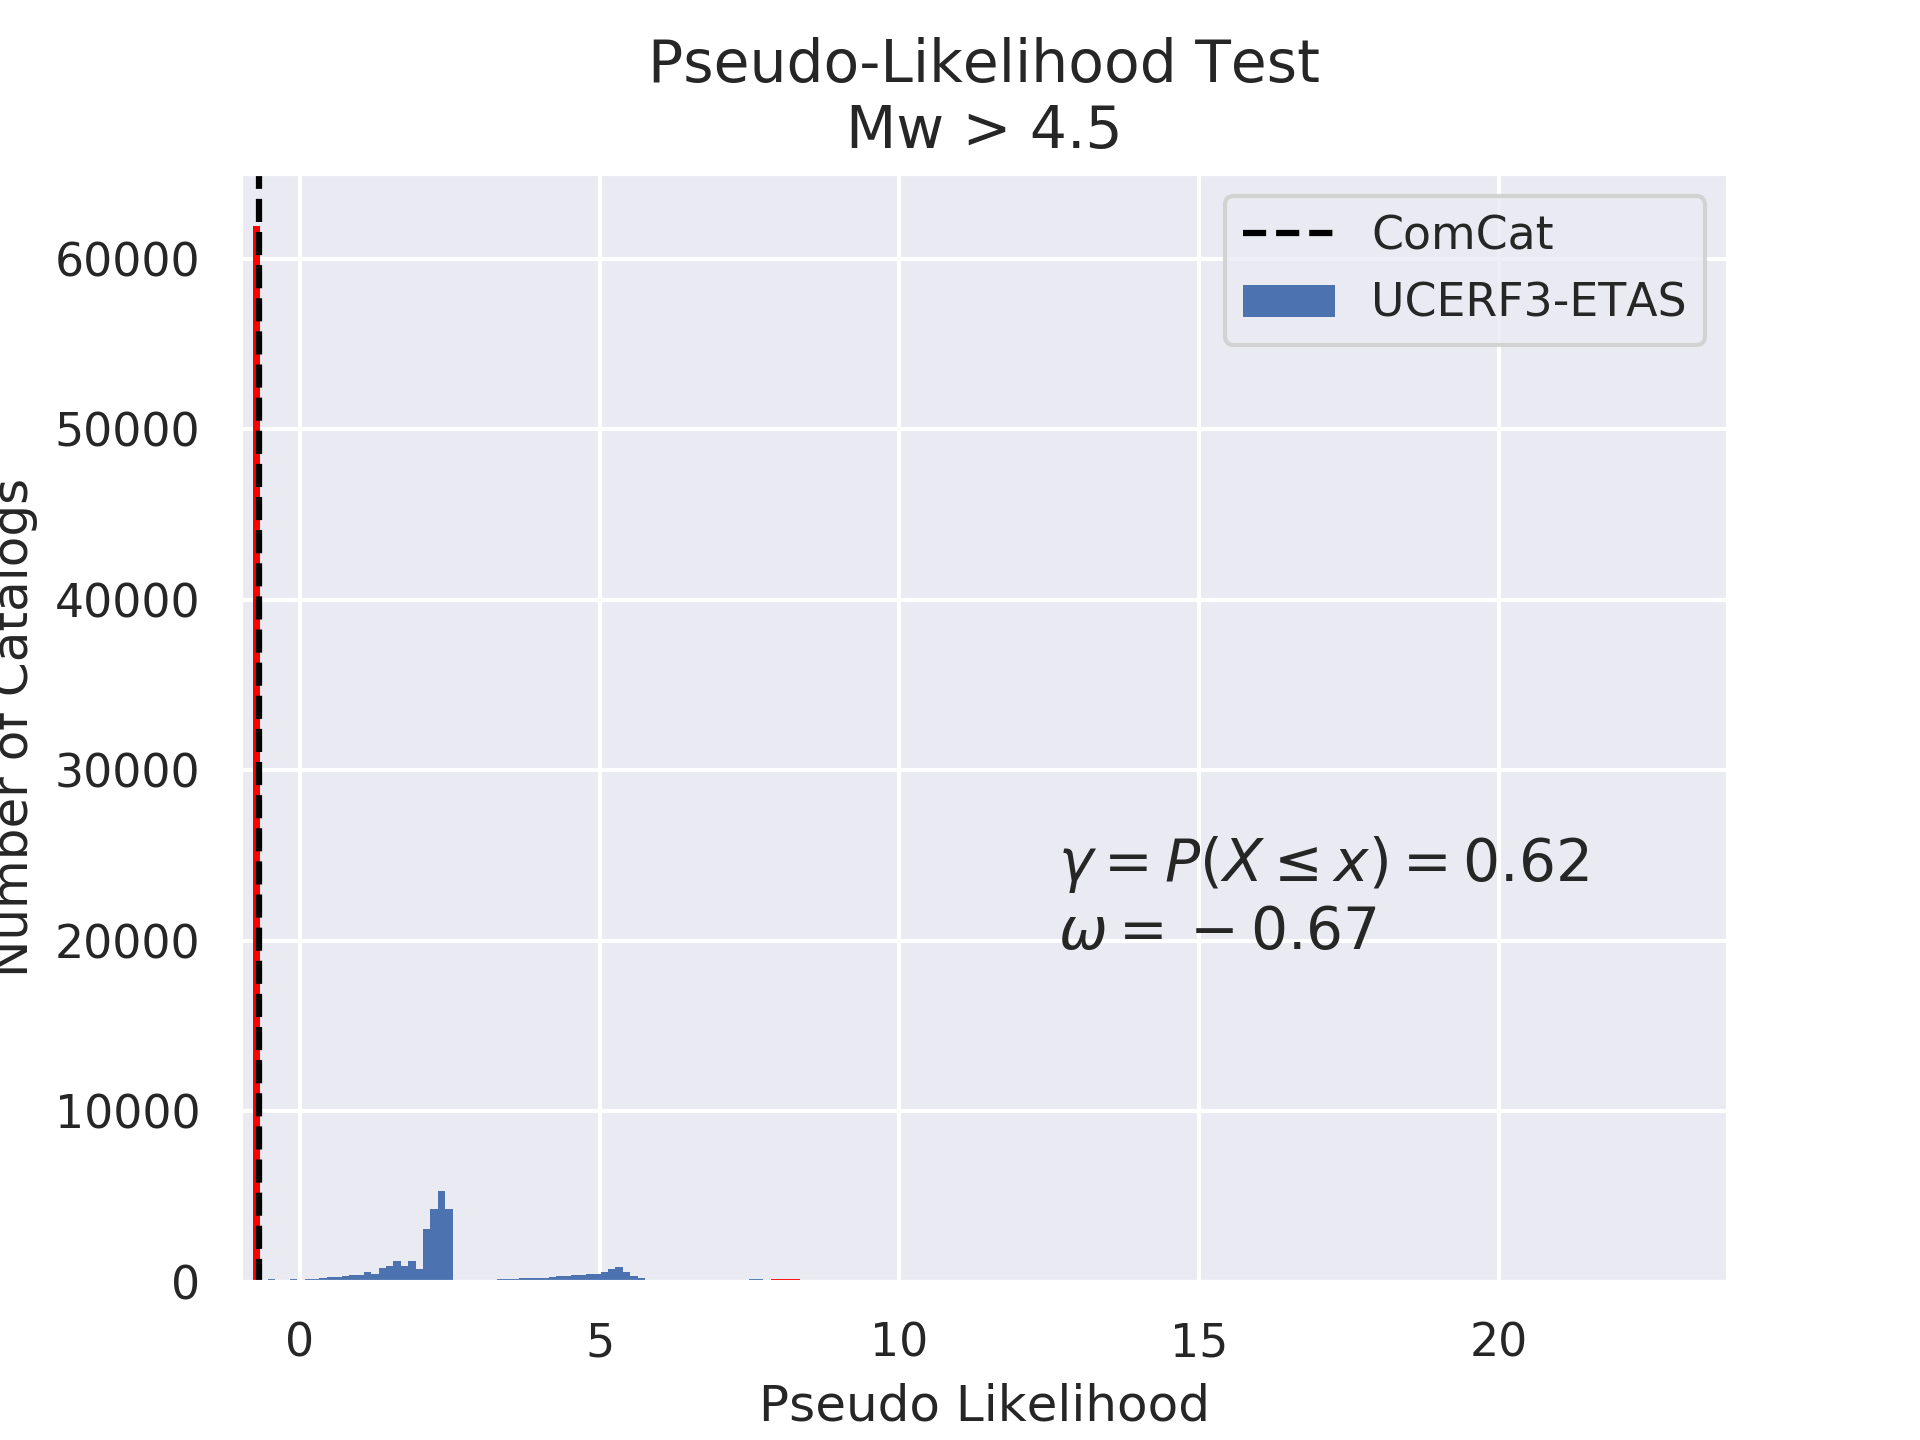 Pseudo-Likelihood Test
Mw > 4.5
ComCat
UCERF3-ETAS
60000
50000
40000
30000
20000
10000
0
Number of Catalogs
γ = P(X ≤ x) = 0.62
ω = − 0.67
0 5 10 15 20
Pseudo Likelihood